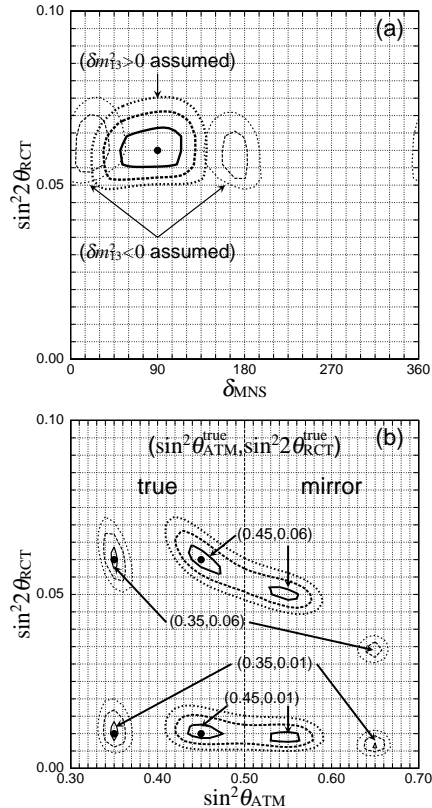 (a)
0.10
(δm²₁₃>0 assumed)
sin²2θRCT
0.05
(δm²₁₃<0 assumed)
0.00
0 90 180 270 360
δMNS
(b)
0.10
(sin²θATM^true,sin²2θRCT^true)
true mirror
(0.45,0.06)
sin²2θRCT
0.05
(0.35,0.06)
(0.35,0.01)
(0.45,0.01)
0.00
0.30 0.40 0.50 0.60 0.70
sin²θATM